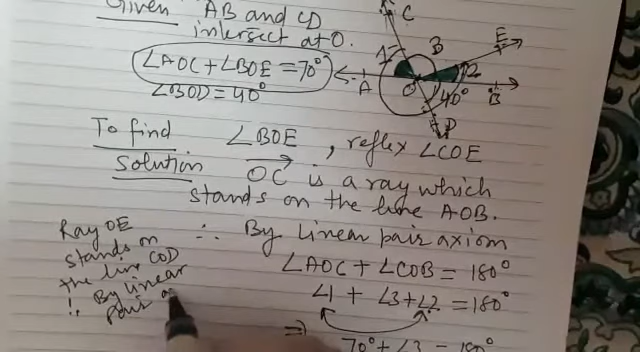 Given AB and CD
intersect at O.
∠AOC + ∠BOE = 70°
∠BOD = 40°
C
1
B
E
2
A
O
40°
B
D
To find ∠BOE, reflex ∠COE
Solution OC is a ray which
stands on the line AOB.
∴ By linear pair axiom
∠AOC + ∠COB = 180°
∠1 + ∠3 + ∠2 = 180°
⇒ 70° + ∠3 = 180°
Ray OE
stands on
the line COD
∴ By linear
pair a